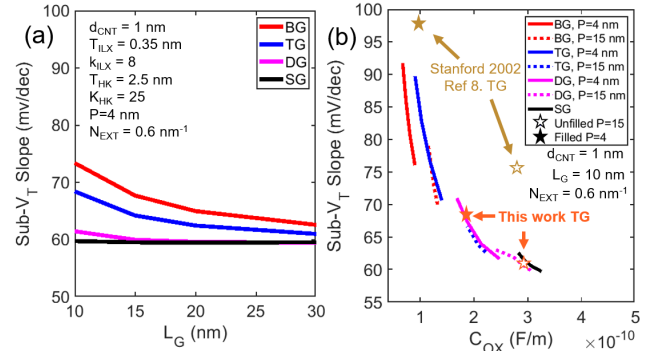 (a)
d_CNT = 1 nm
T_ILX = 0.35 nm
k_ILX = 8
T_HK = 2.5 nm
K_HK = 25
P=4 nm
N_EXT = 0.6 nm⁻¹
BG
TG
DG
SG
Sub-V_T Slope (mv/dec)
100
90
80
70
60
50
10
15
20
25
30
L_G (nm)
(b)
Stanford 2002
Ref 8. TG
BG, P=4 nm
BG, P=15 nm
TG, P=4 nm
TG, P=15 nm
DG, P=4 nm
DG, P=15 nm
SG
Unfilled P=15
Filled P=4
d_CNT = 1 nm
L_G = 10 nm
N_EXT = 0.6 nm⁻¹
This work TG
Sub-V_T Slope (mV/dec)
100
95
90
85
80
75
70
65
60
55
0
1
2
3
4
5
C_OX (F/m)
×10⁻¹⁰